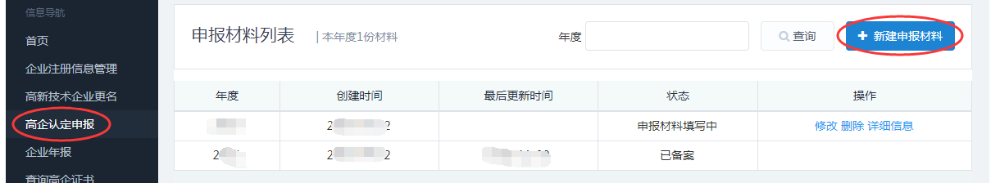 信息导航
首页
企业注册信息管理
高新技术企业更名
高企认定申报
企业年报
查询高企证书
申报材料列表 | 本年度1份材料 年度 查询 + 新建申报材料
年度 创建时间 最后更新时间 状态 操作
申报材料填写中 修改 删除 详细信息
已备案